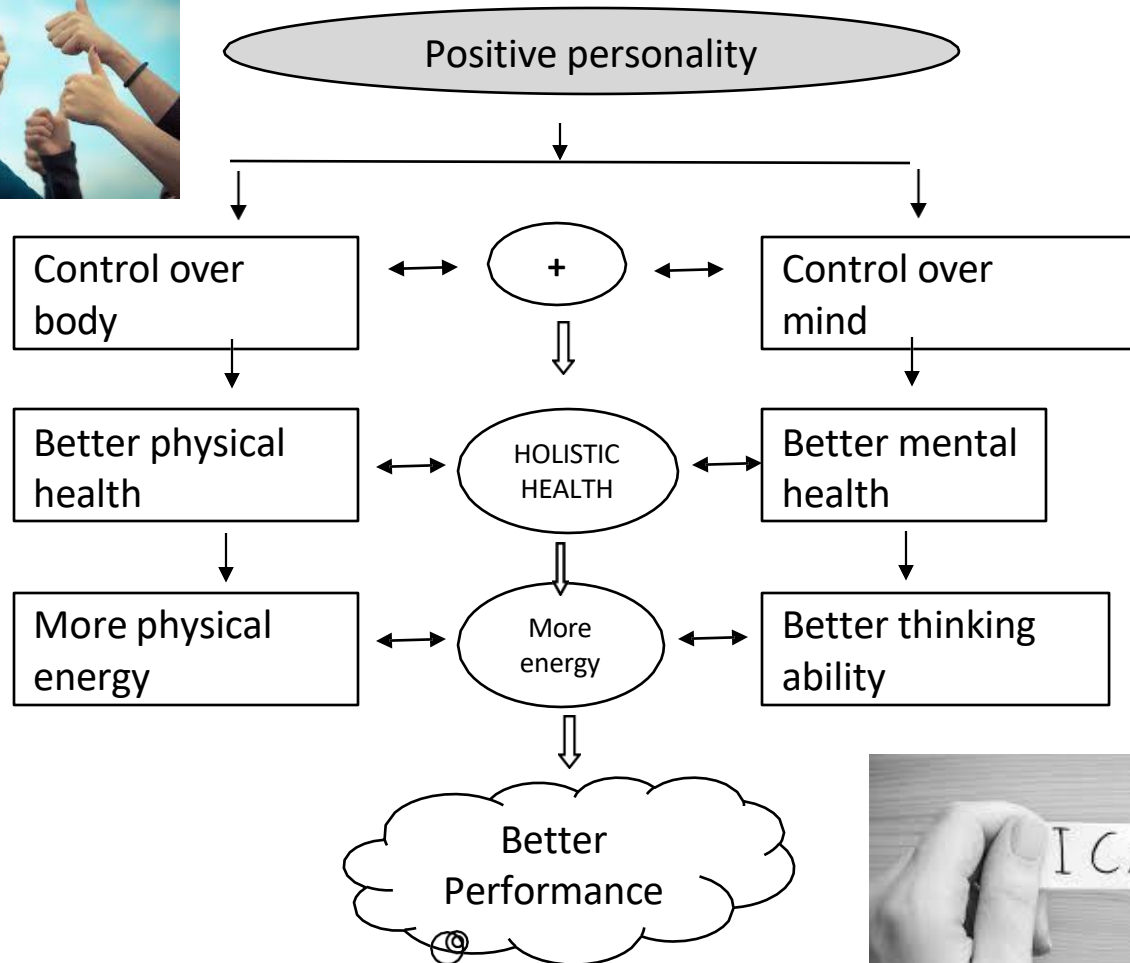 Positive personality
Control over
body
+
Control over
mind
Better physical
health
HOLISTIC
HEALTH
Better mental
health
More physical
energy
More
energy
Better thinking
ability
Better
Performance
I